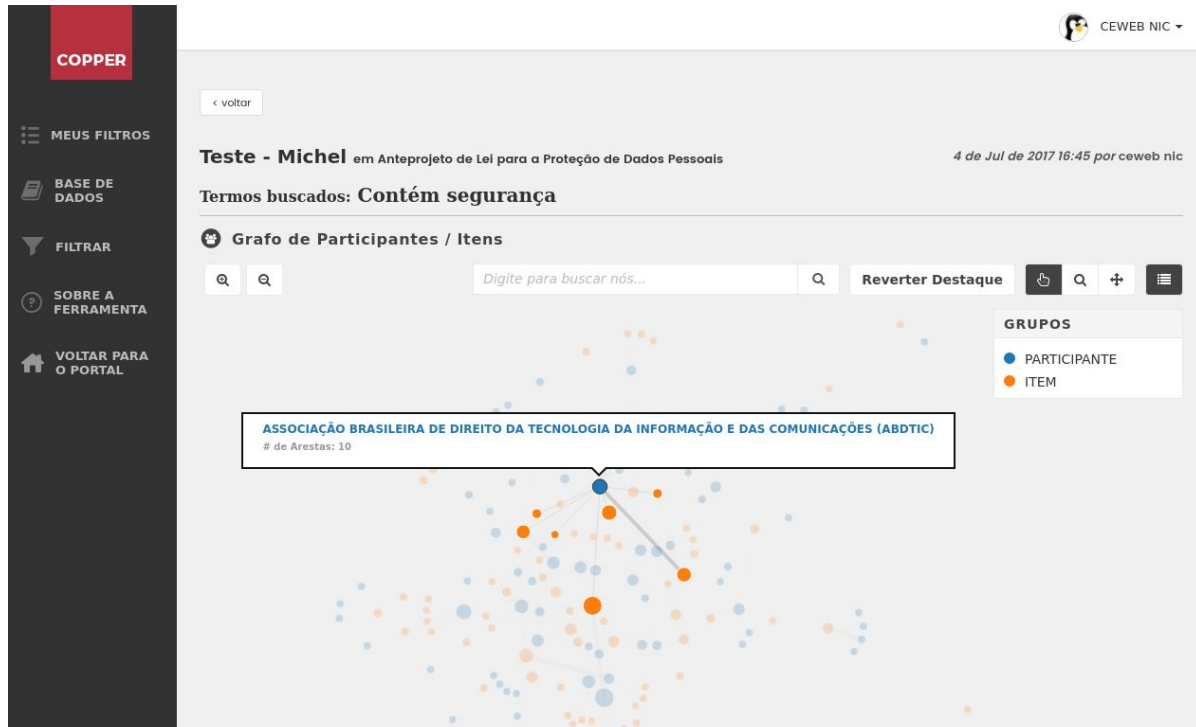 COPPER
CEWEB NIC
MEUS FILTROS
BASE DE
DADOS
FILTRAR
SOBRE A
FERRAMENTA
VOLTAR PARA
O PORTAL
‹ voltar
Teste - Michel em Anteprojeto de Lei para a Proteção de Dados Pessoais
4 de Jul de 2017 16:45 por ceweb nic
Termos buscados: Contém segurança
Grafo de Participantes / Itens
Digite para buscar nós...
Reverter Destaque
GRUPOS
PARTICIPANTE
ITEM
ASSOCIAÇÃO BRASILEIRA DE DIREITO DA TECNOLOGIA DA INFORMAÇÃO E DAS COMUNICAÇÕES (ABDTIC)
# de Arestas: 10